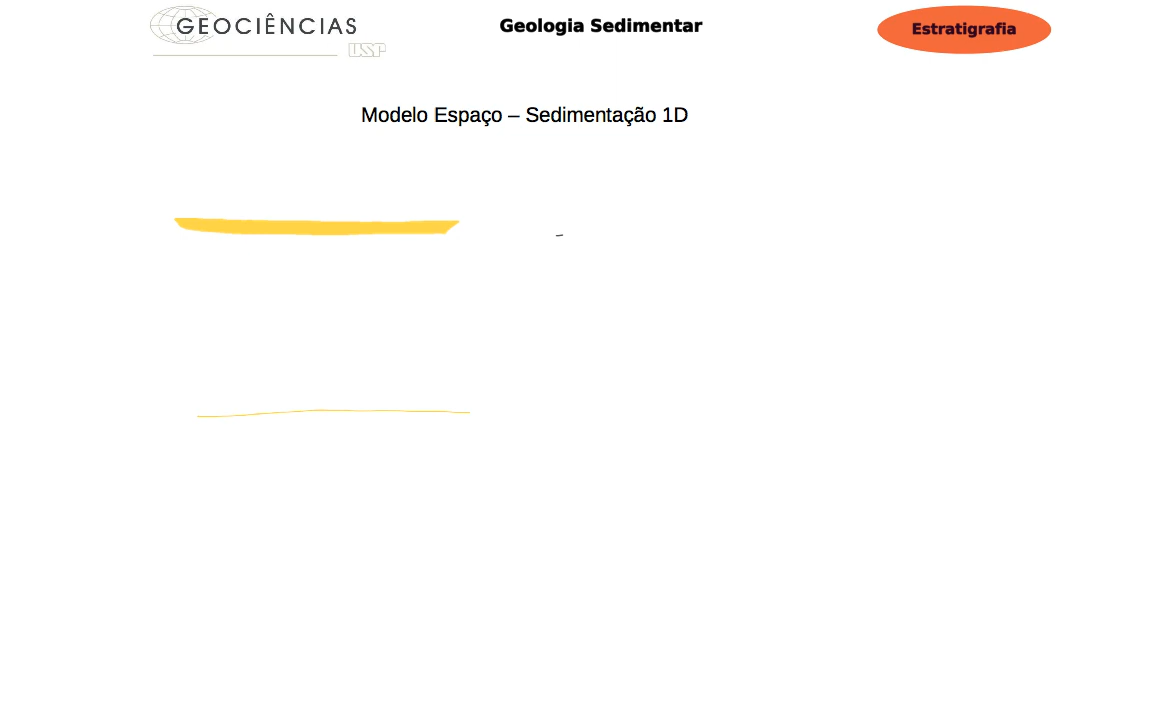 GEOCIÊNCIAS
USP
Geologia Sedimentar
Estratigrafia
Modelo Espaço – Sedimentação 1D